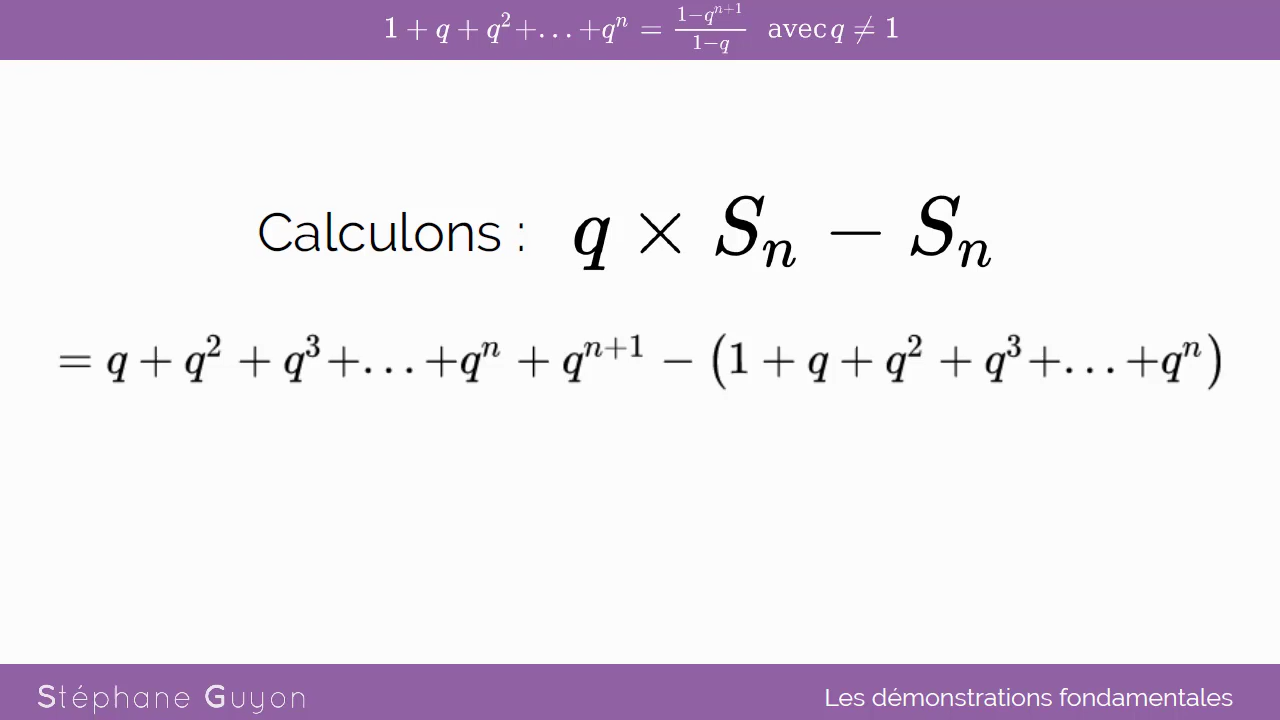 1 + q + q² + . . . + qⁿ = (1−qⁿ⁺¹)/(1−q) avec q ≠ 1
Calculons : q × Sₙ − Sₙ
= q + q² + q³ + . . . + qⁿ + qⁿ⁺¹ − (1 + q + q² + q³ + . . . + qⁿ)
Stéphane Guyon
Les démonstrations fondamentales